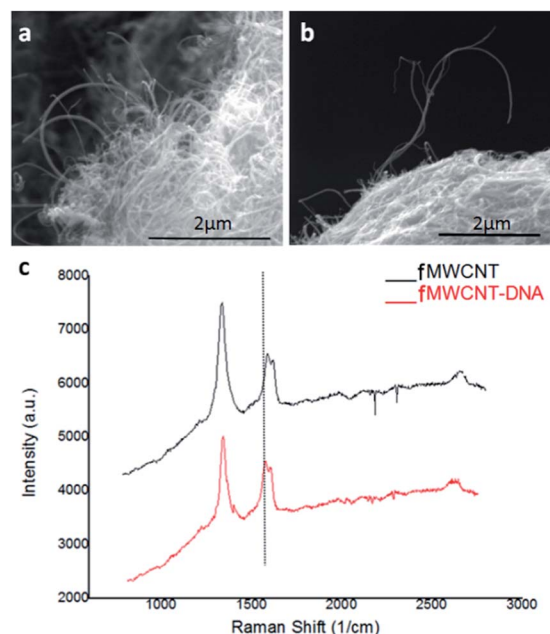 a
b
2μm
2μm
c
8000
7000
6000
5000
4000
3000
2000
Intensity (a.u.)
fMWCNT
fMWCNT-DNA
1000
1500
2000
2500
3000
Raman Shift (1/cm)